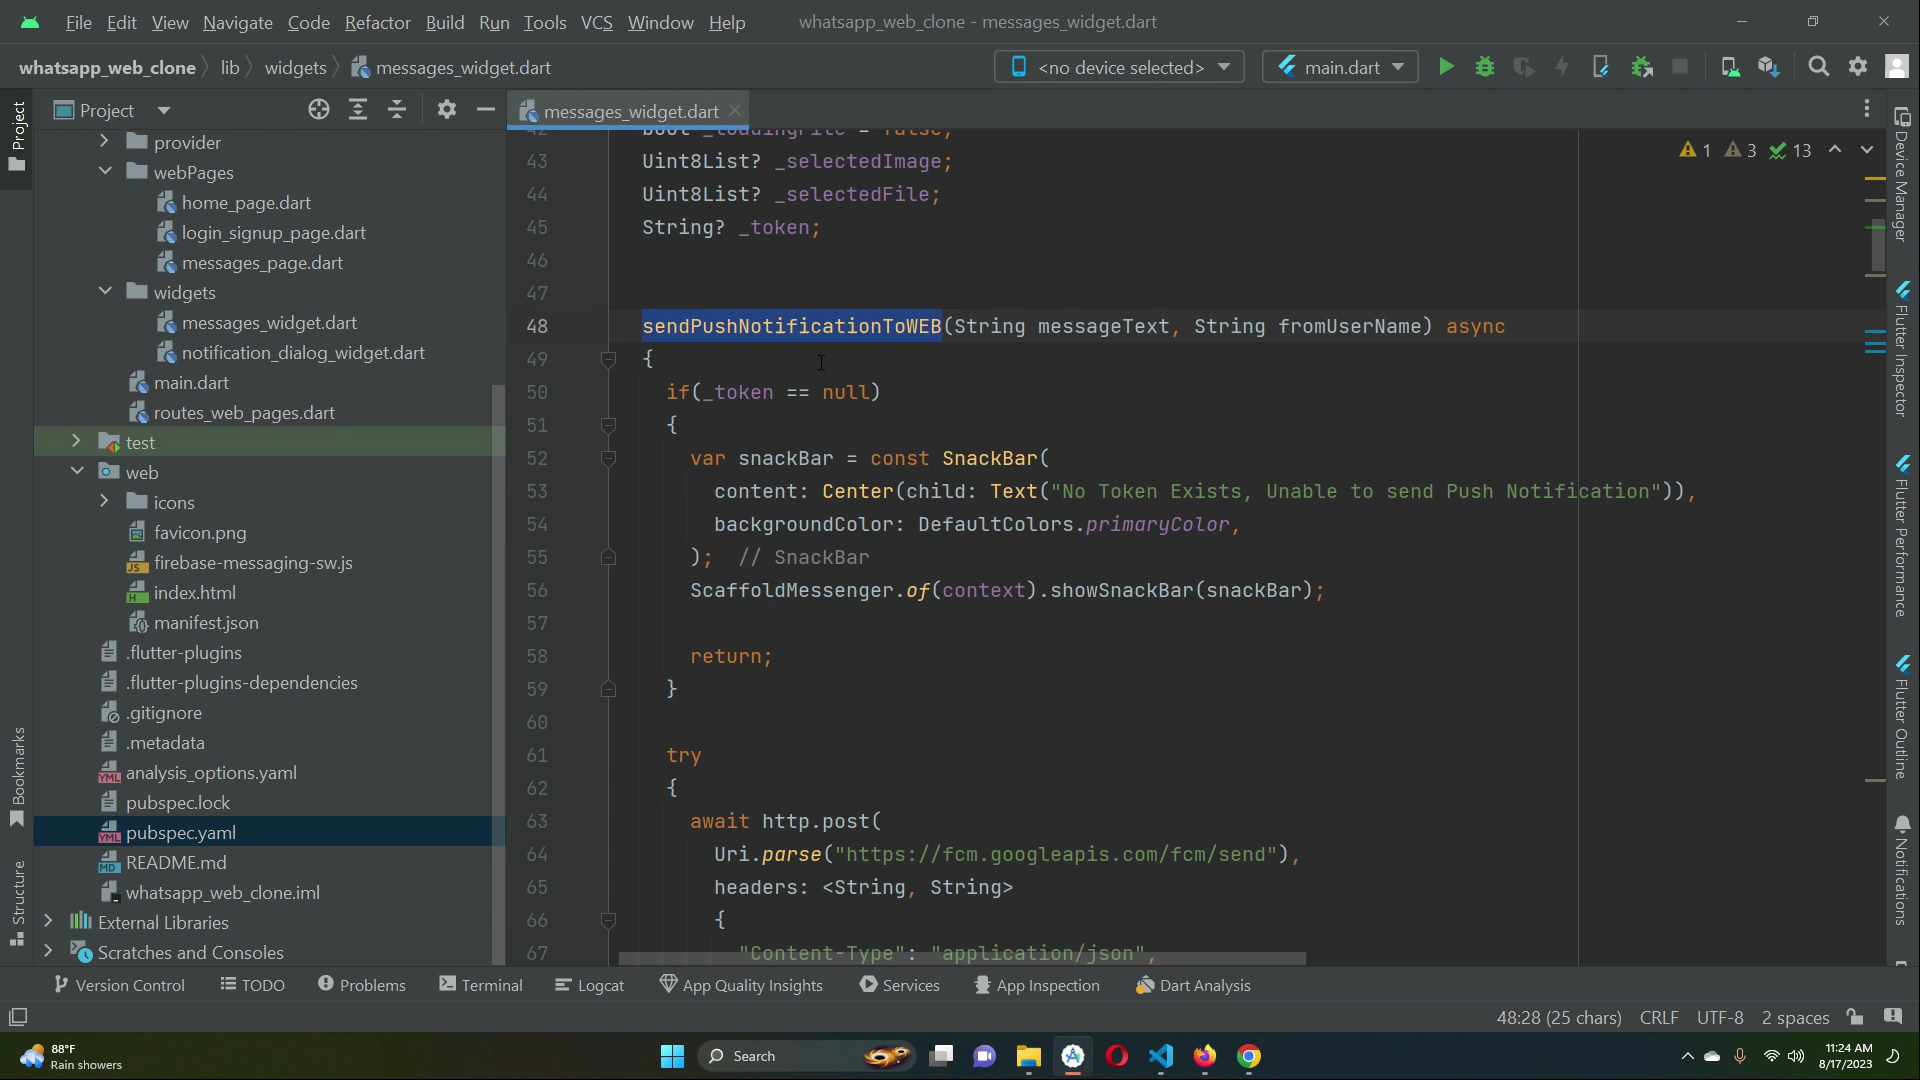 File Edit View Navigate Code Refactor Build Run Tools VCS Window Help whatsapp_web_clone - messages_widget.dart
whatsapp_web_clone lib widgets messages_widget.dart <no device selected> main.dart
Project
Project
messages_widget.dart
provider
webPages
home_page.dart
login_signup_page.dart
messages_page.dart
widgets
messages_widget.dart
notification_dialog_widget.dart
main.dart
routes_web_pages.dart
test
web
icons
favicon.png
firebase-messaging-sw.js
index.html
manifest.json
.flutter-plugins
.flutter-plugins-dependencies
.gitignore
.metadata
analysis_options.yaml
pubspec.lock
pubspec.yaml
README.md
whatsapp_web_clone.iml
External Libraries
Scratches and Consoles
Bookmarks
Structure
1 3 13
42 bool _loadingFile = false;
43 Uint8List? _selectedImage;
44 Uint8List? _selectedFile;
45 String? _token;
46
47
48 sendPushNotificationToWEB(String messageText, String fromUserName) async
49 {
50 if(_token == null)
51 {
52 var snackBar = const SnackBar(
53 content: Center(child: Text("No Token Exists, Unable to send Push Notification")),
54 backgroundColor: DefaultColors.primaryColor,
55 ); // SnackBar
56 ScaffoldMessenger.of(context).showSnackBar(snackBar);
57
58 return;
59 }
60
61 try
62 {
63 await http.post(
64 Uri.parse("https://fcm.googleapis.com/fcm/send"),
65 headers: <String, String>
66 {
67 "Content-Type": "application/json",
Device Manager
Flutter Inspector
Flutter Performance
Flutter Outline
Notifications
Version Control TODO Problems Terminal Logcat App Quality Insights Services App Inspection Dart Analysis
48:28 (25 chars) CRLF UTF-8 2 spaces
88°F
Rain showers
Search
11:24 AM
8/17/2023